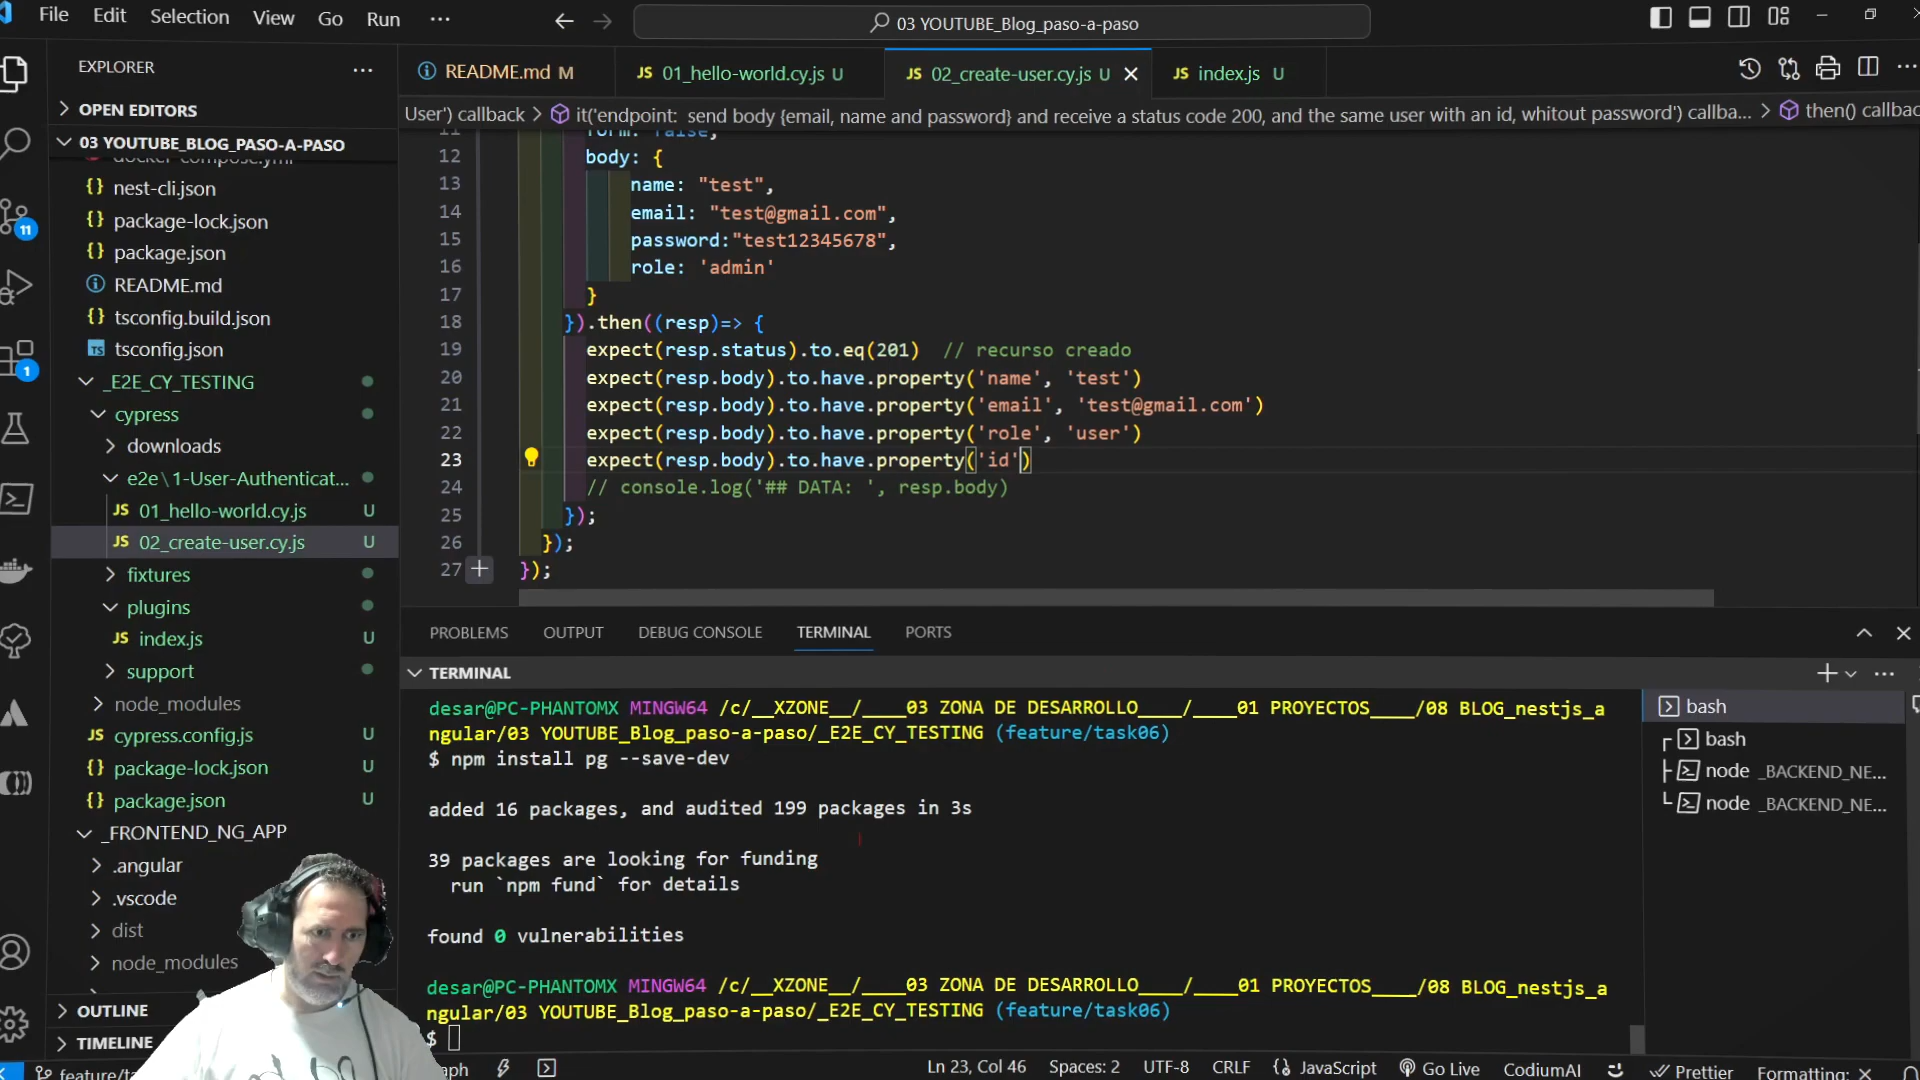 File Edit Selection View Go Run ···
03 YOUTUBE_Blog_paso-a-paso
EXPLORER
OPEN EDITORS
03 YOUTUBE_BLOG_PASO-A-PASO
docker-compose.yml
nest-cli.json
package-lock.json
package.json
README.md
tsconfig.build.json
tsconfig.json
_E2E_CY_TESTING
cypress
downloads
e2e\1-User-Authenticat...
01_hello-world.cy.js U
02_create-user.cy.js U
fixtures
plugins
index.js U
support
node_modules
cypress.config.js U
package-lock.json U
package.json U
_FRONTEND_NG_APP
.angular
.vscode
dist
node_modules
OUTLINE
TIMELINE
11
1
README.md M
01_hello-world.cy.js U
02_create-user.cy.js U
index.js U
User') callback > it('endpoint: send body {email, name and password} and receive a status code 200, and the same user with an id, whitout password') callba... > then() callbac
11 form: false,
12 body: {
13 name: "test",
14 email: "test@gmail.com",
15 password:"test12345678",
16 role: 'admin'
17 }
18 }).then((resp)=> {
19 expect(resp.status).to.eq(201) // recurso creado
20 expect(resp.body).to.have.property('name', 'test')
21 expect(resp.body).to.have.property('email', 'test@gmail.com')
22 expect(resp.body).to.have.property('role', 'user')
23 expect(resp.body).to.have.property('id')
24 // console.log('## DATA: ', resp.body)
25 });
26 });
27 });
PROBLEMS OUTPUT DEBUG CONSOLE TERMINAL PORTS
TERMINAL
desar@PC-PHANTOMX MINGW64 /c/__XZONE__/____03 ZONA DE DESARROLLO____/____01 PROYECTOS____/08 BLOG_nestjs_a
ngular/03 YOUTUBE_Blog_paso-a-paso/_E2E_CY_TESTING (feature/task06)
$ npm install pg --save-dev
added 16 packages, and audited 199 packages in 3s
39 packages are looking for funding
run `npm fund` for details
found 0 vulnerabilities
desar@PC-PHANTOMX MINGW64 /c/__XZONE__/____03 ZONA DE DESARROLLO____/____01 PROYECTOS____/08 BLOG_nestjs_a
ngular/03 YOUTUBE_Blog_paso-a-paso/_E2E_CY_TESTING (feature/task06)
$
bash
bash
node _BACKEND_NE...
node _BACKEND_NE...
feature/ta
Ln 23, Col 46 Spaces: 2 UTF-8 CRLF {} JavaScript Go Live CodiumAI Prettier Formatting: ×